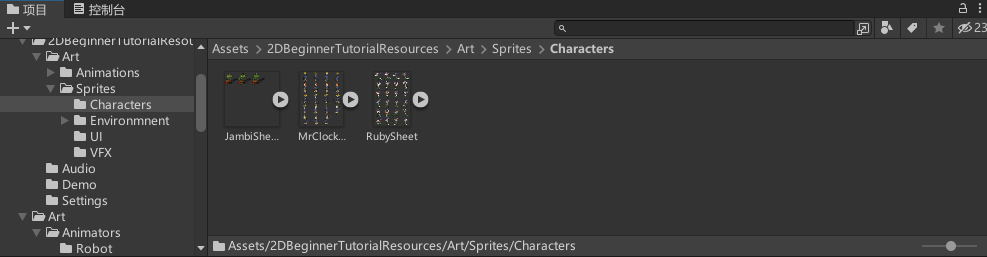 项目 控制台
23
2DBeginnerTutorialResou
Assets > 2DBeginnerTutorialResources > Art > Sprites > Characters
Art
Animations
Sprites
Characters
Environmnent
UI
VFX
Audio
Demo
Settings
Art
Animators
Robot
JambiShe... MrClock... RubySheet
Assets/2DBeginnerTutorialResources/Art/Sprites/Characters